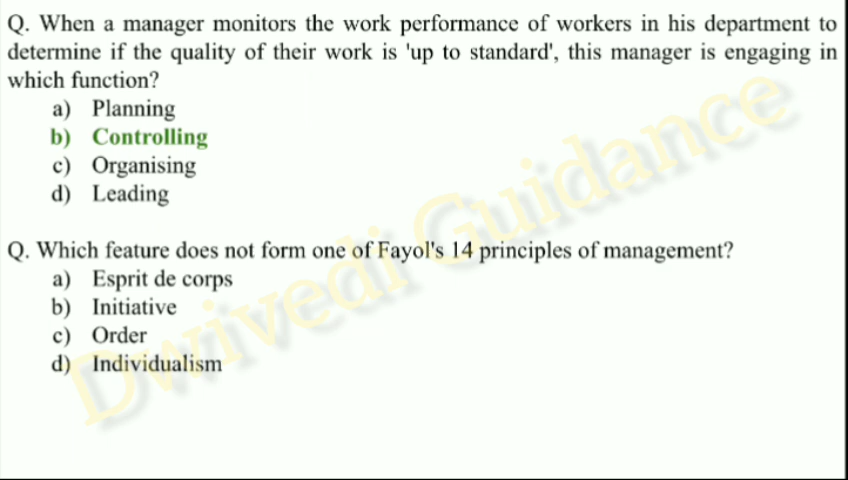 Q. When a manager monitors the work performance of workers in his department to
determine if the quality of their work is 'up to standard', this manager is engaging in
which function?
a) Planning
b) Controlling
c) Organising
d) Leading
Q. Which feature does not form one of Fayol's 14 principles of management?
a) Esprit de corps
b) Initiative
c) Order
d) Individualism
Dwivedi Guidance